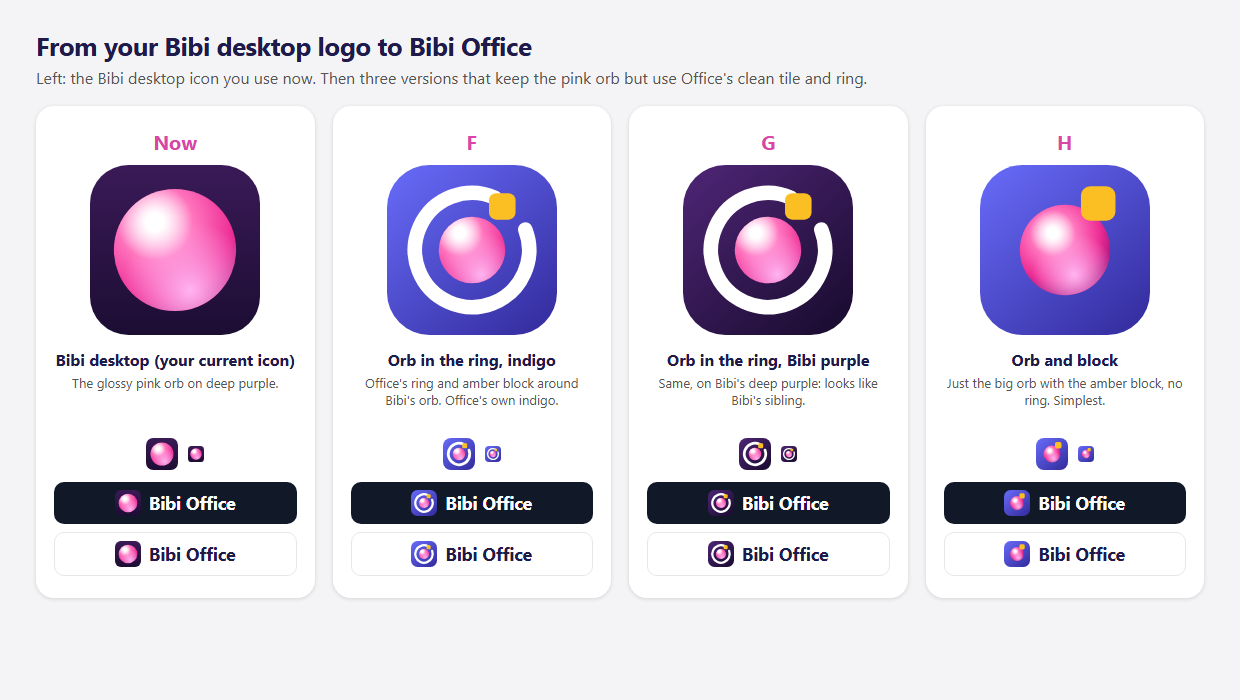 From your Bibi desktop logo to Bibi Office
Left: the Bibi desktop icon you use now. Then three versions that keep the pink orb but use Office's clean tile and ring.
Now
Bibi desktop (your current icon)
The glossy pink orb on deep purple.
Bibi Office
Bibi Office
F
Orb in the ring, indigo
Office's ring and amber block around
Bibi's orb. Office's own indigo.
Bibi Office
Bibi Office
G
Orb in the ring, Bibi purple
Same, on Bibi's deep purple: looks like
Bibi's sibling.
Bibi Office
Bibi Office
H
Orb and block
Just the big orb with the amber block, no
ring. Simplest.
Bibi Office
Bibi Office